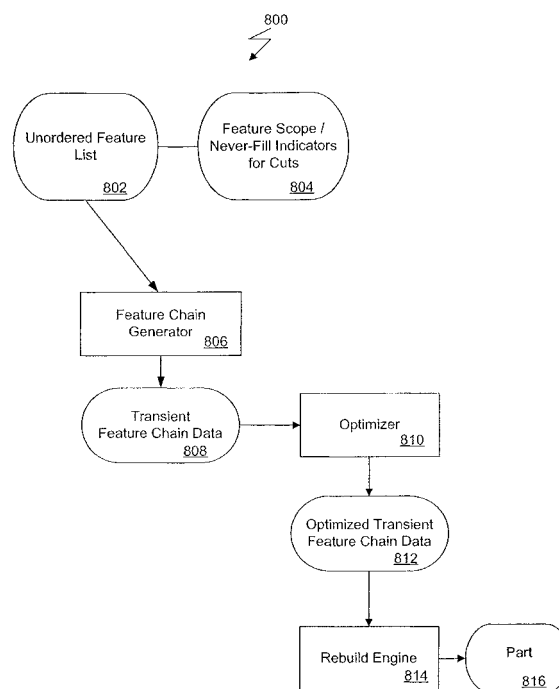 800
Unordered Feature
List
802
Feature Scope /
Never-Fill Indicators
for Cuts
804
Feature Chain
Generator
806
Transient
Feature Chain Data
808
Optimizer
810
Optimized Transient
Feature Chain Data
812
Rebuild Engine
814
Part
816